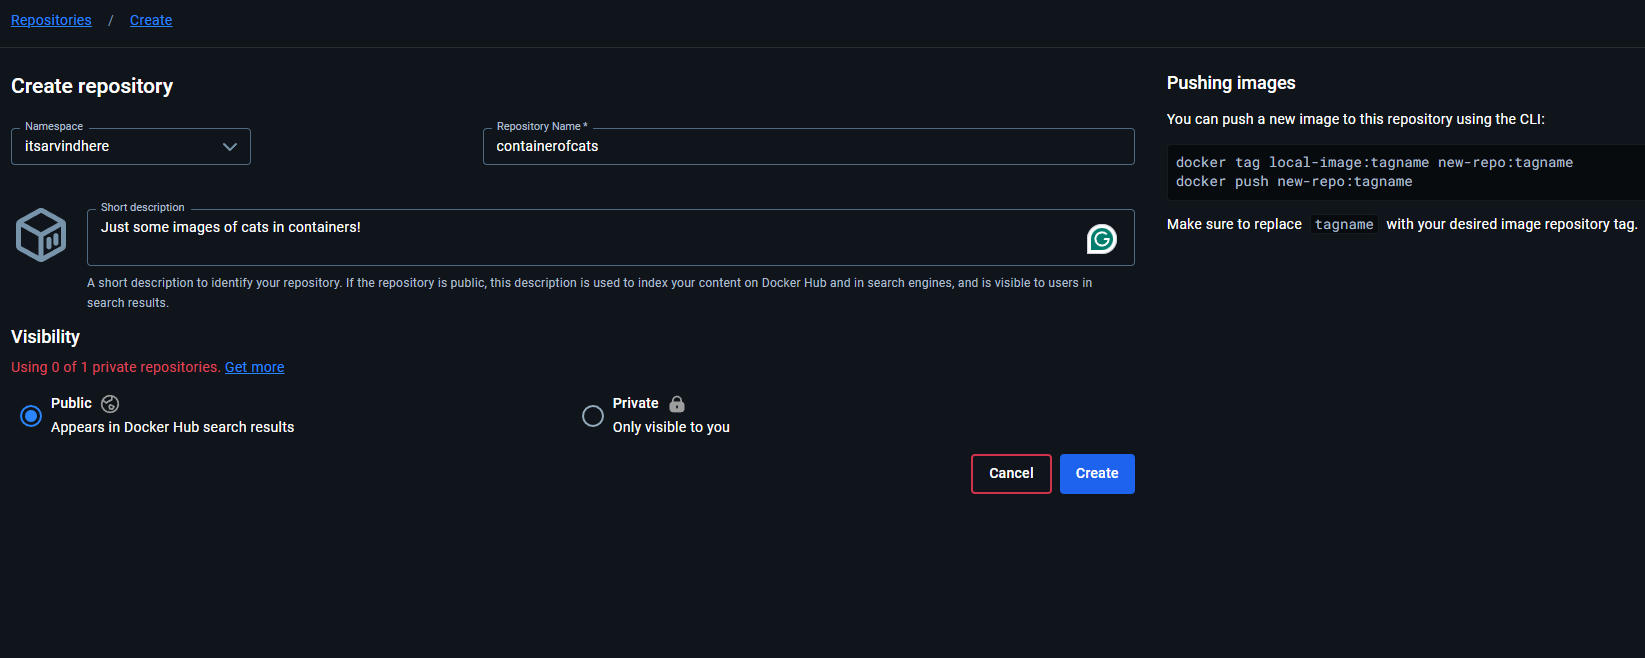 Repositories / Create
Create repository
Namespace
itsarvindhere
Repository Name *
containerofcats
Short description
Just some images of cats in containers!
A short description to identify your repository. If the repository is public, this description is used to index your content on Docker Hub and in search engines, and is visible to users in
search results.
Visibility
Using 0 of 1 private repositories. Get more
Public
Appears in Docker Hub search results
Private
Only visible to you
Cancel
Create
Pushing images
You can push a new image to this repository using the CLI:
docker tag local-image:tagname new-repo:tagname
docker push new-repo:tagname
Make sure to replace tagname with your desired image repository tag.